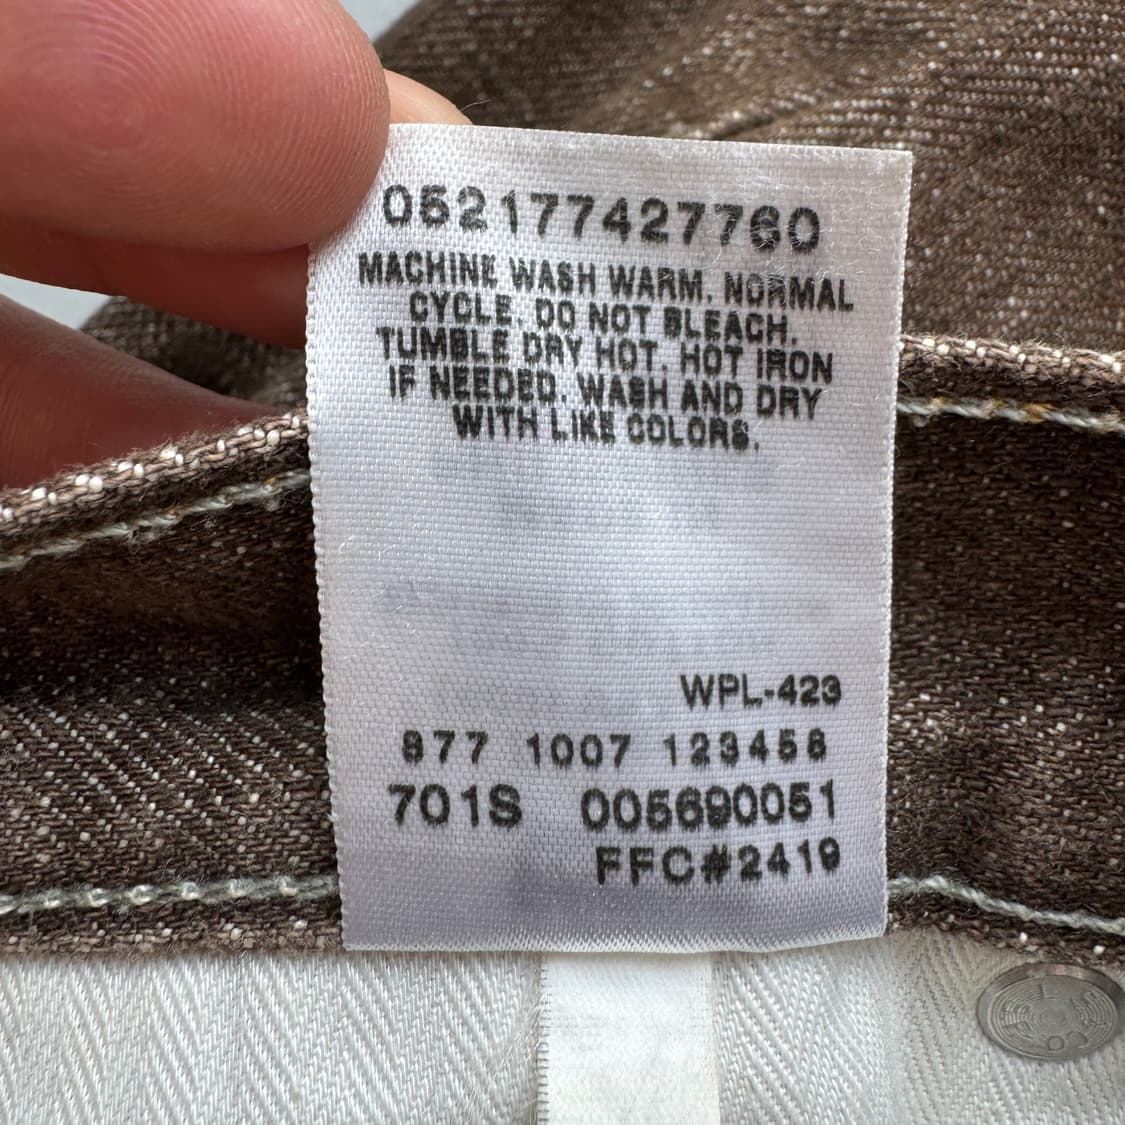 052177427760
MACHINE WASH WARM, NORMAL
CYCLE. DO NOT BLEACH.
TUMBLE DRY HOT. HOT IRON
IF NEEDED. WASH AND DRY
WITH LIKE COLORS.
WPL-423
877 1007 123456
701S 005690051
FFC#2419